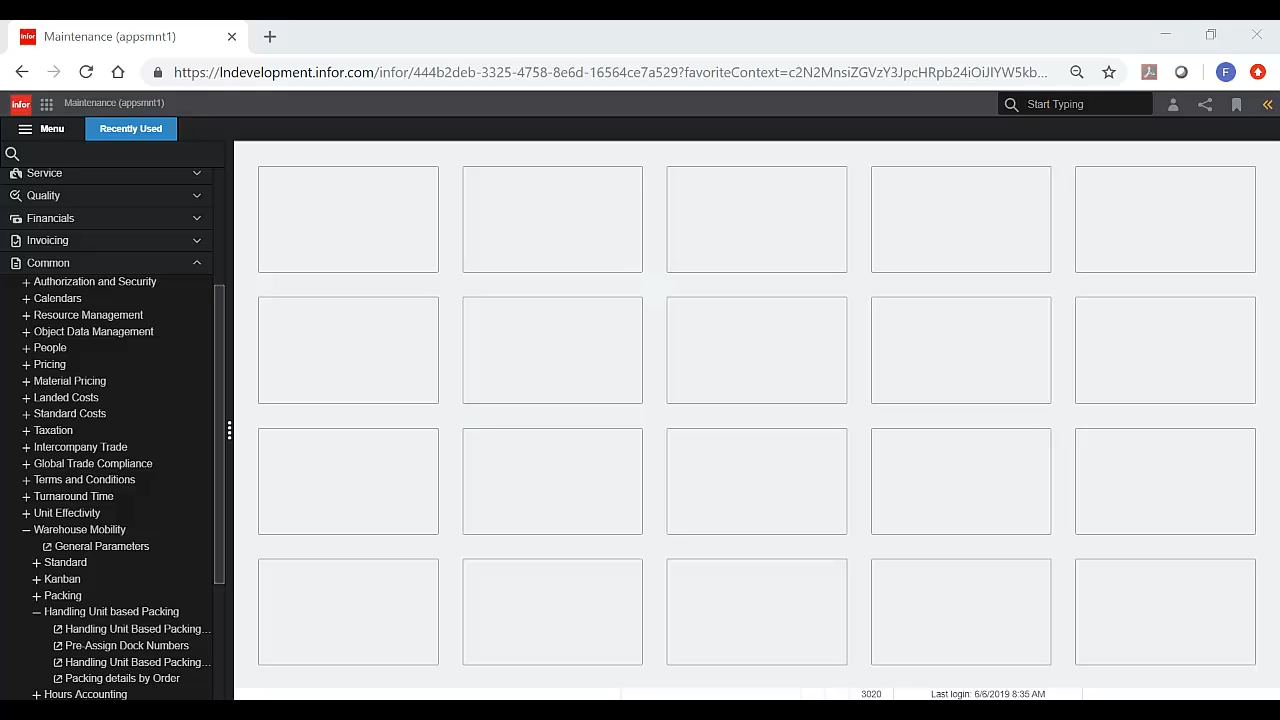 infor Maintenance (appsmnt1)
https://lndevelopment.infor.com/infor/444b2deb-3325-4758-8e6d-16564ce7a529?favoriteContext=c2N2MnsiZGVzY3JpcHRpb24iOiJIYW5kb...
F
infor Maintenance (appsmnt1) Start Typing
Menu Recently Used
Service
Quality
Financials
Invoicing
Common
Authorization and Security
Calendars
Resource Management
Object Data Management
People
Pricing
Material Pricing
Landed Costs
Standard Costs
Taxation
Intercompany Trade
Global Trade Compliance
Terms and Conditions
Turnaround Time
Unit Effectivity
Warehouse Mobility
General Parameters
Standard
Kanban
Packing
Handling Unit based Packing
Handling Unit Based Packing...
Pre-Assign Dock Numbers
Handling Unit Based Packing...
Packing details by Order
Hours Accounting
3020 Last login: 6/6/2019 8:35 AM